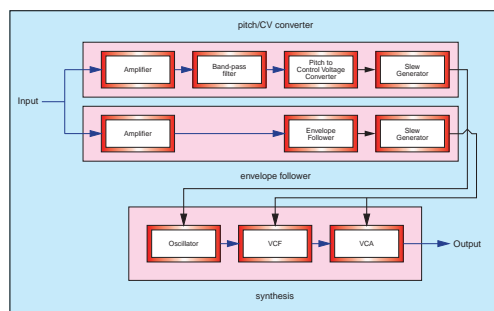 pitch/CV converter
Amplifier
Band-pass
filter
Pitch to
Control Voltage
Converter
Slew
Generator
Input
Amplifier
Envelope
Follower
Slew
Generator
envelope follower
Oscillator
VCF
VCA
Output
synthesis